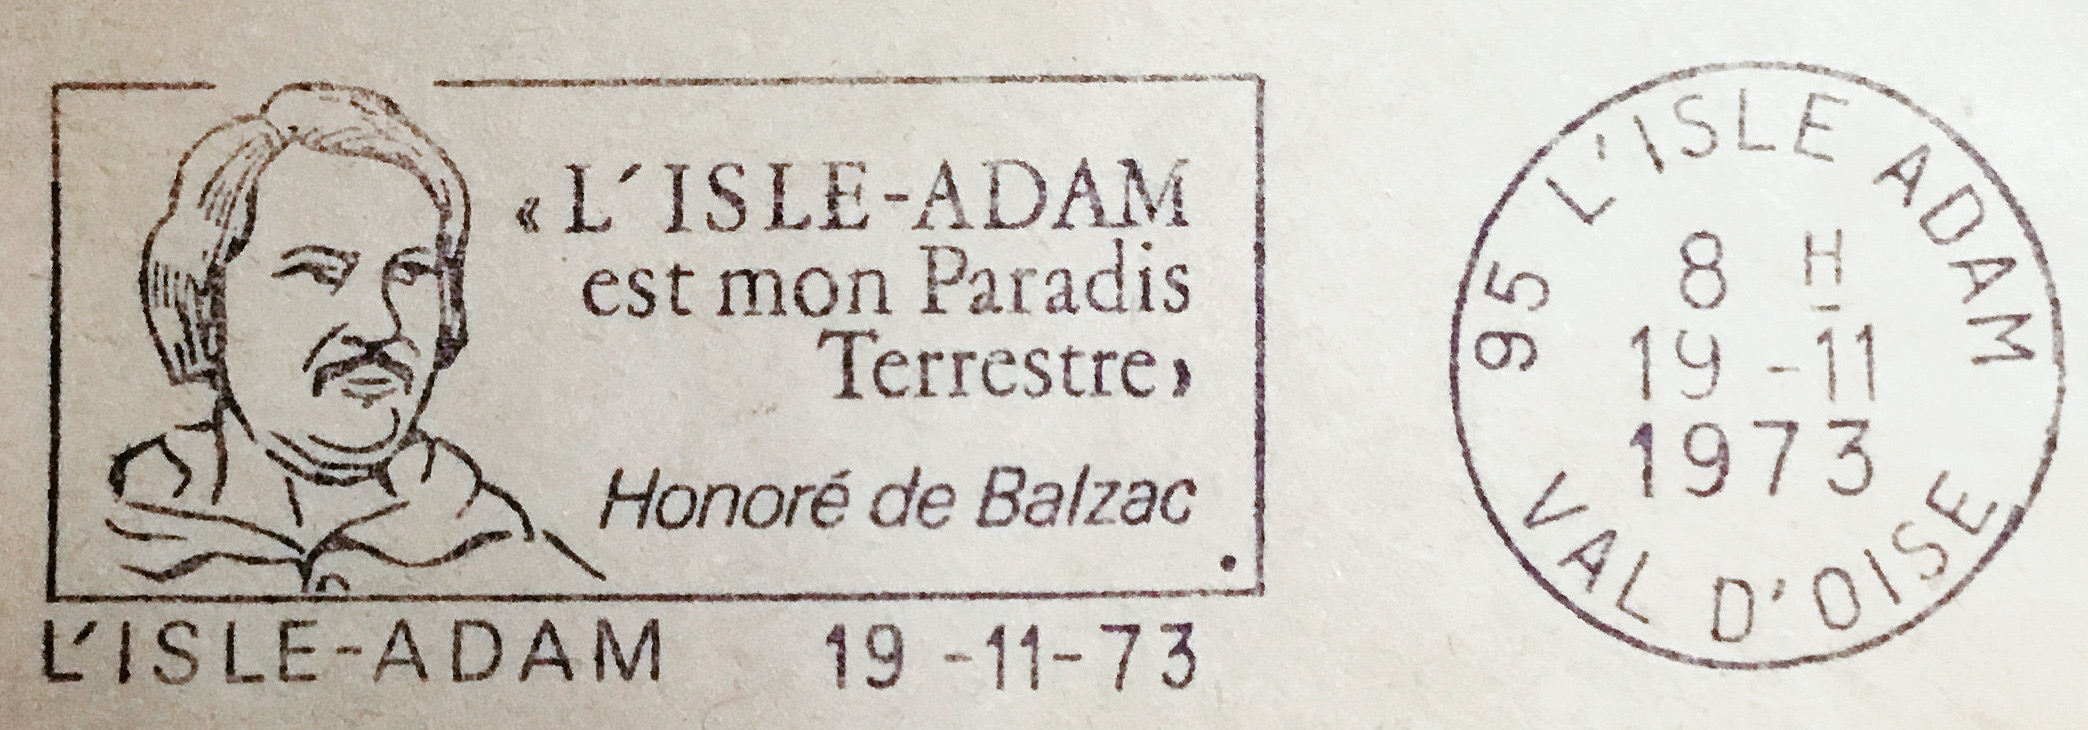 « L'ISLE-ADAM
est mon Paradis
Terrestre »
Honoré de Balzac
L'ISLE-ADAM 19 -11-73
95 L'ISLE ADAM
8 H
19 -11
1973
VAL D'OISE